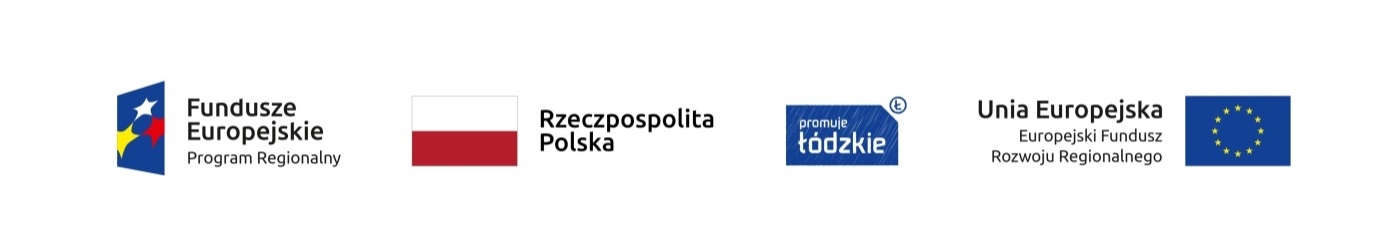 Fundusze
Europejskie
Program Regionalny
Rzeczpospolita
Polska
promuje
łódzkie
Ł
Unia Europejska
Europejski Fundusz
Rozwoju Regionalnego